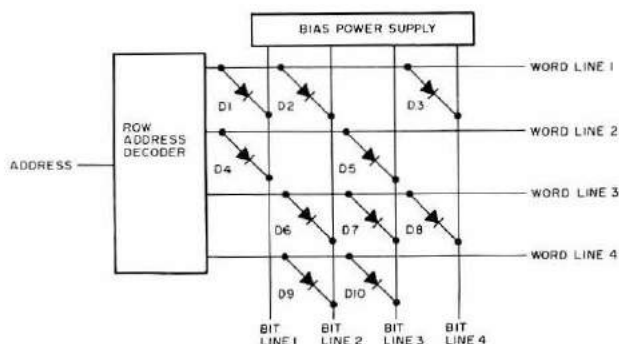 BIAS POWER SUPPLY
WORD LINE 1
D1
D2
D3
ROW
ADDRESS
DECODER
WORD LINE 2
ADDRESS
D4
D5
WORD LINE 3
D6
D7
D8
WORD LINE 4
D9
D10
BIT
LINE 1
BIT
LINE 2
BIT
LINE 3
BIT
LINE 4